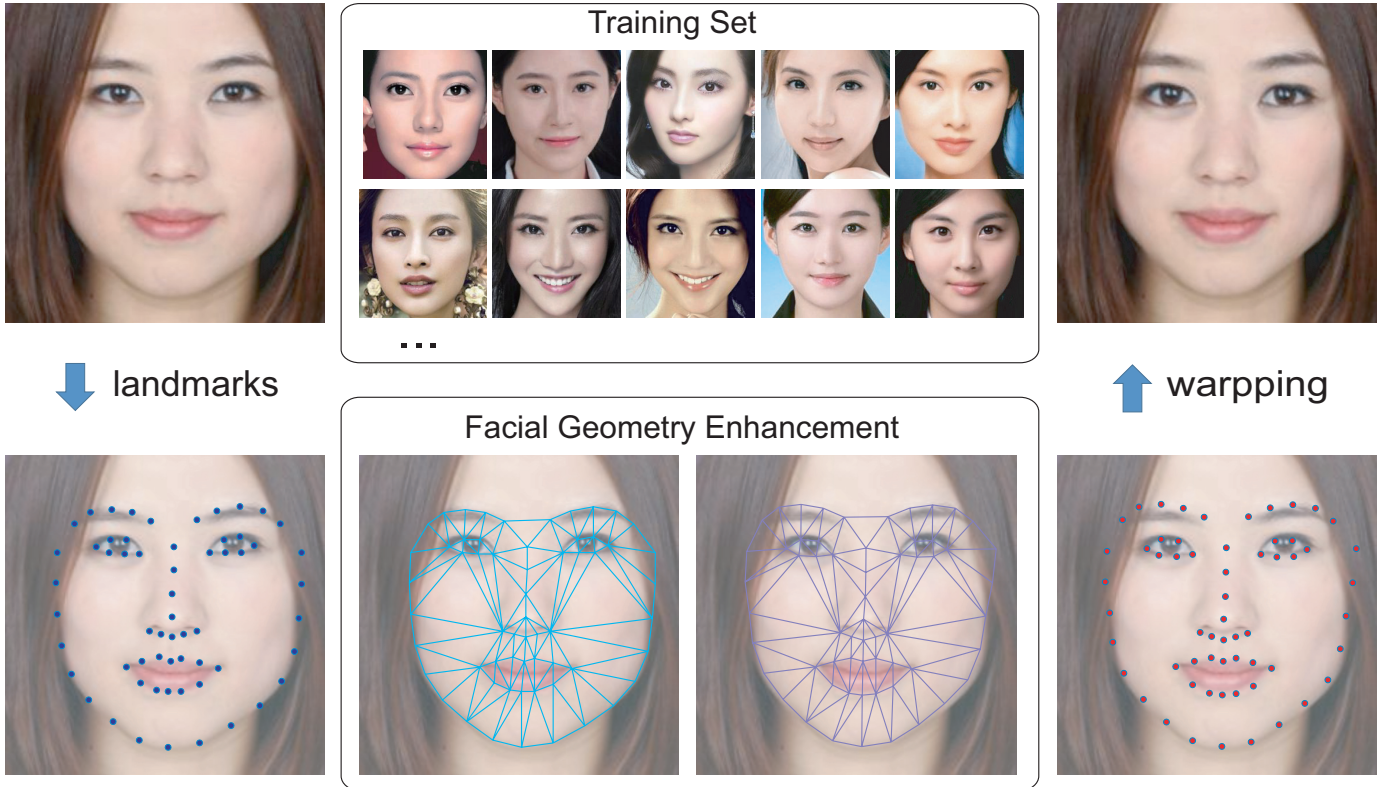 Training Set
...
landmarks
warpping
Facial Geometry Enhancement